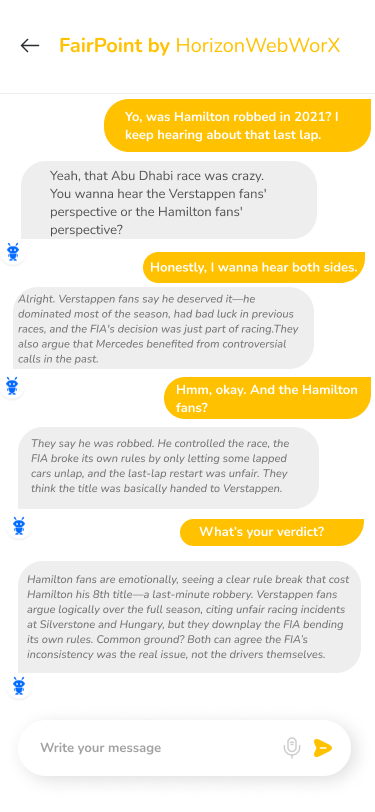 FairPoint by HorizonWebWorX
Yo, was Hamilton robbed in 2021? I
keep hearing about that last lap.
Yeah, that Abu Dhabi race was crazy.
You wanna hear the Verstappen fans'
perspective or the Hamilton fans'
perspective?
Honestly, I wanna hear both sides.
Alright. Verstappen fans say he deserved it—he
dominated most of the season, had bad luck in previous
races, and the FIA's decision was just part of racing.They
also argue that Mercedes benefited from controversial
calls in the past.
Hmm, okay. And the Hamilton
fans?
They say he was robbed. He controlled the race, the
FIA broke its own rules by only letting some lapped
cars unlap, and the last-lap restart was unfair. They
think the title was basically handed to Verstappen.
What's your verdict?
Hamilton fans are emotionally, seeing a clear rule break that cost
Hamilton his 8th title—a last-minute robbery. Verstappen fans
argue logically over the full season, citing unfair racing incidents
at Silverstone and Hungary, but they downplay the FIA bending
its own rules. Common ground? Both can agree the FIA's
inconsistency was the real issue, not the drivers themselves.
Write your message